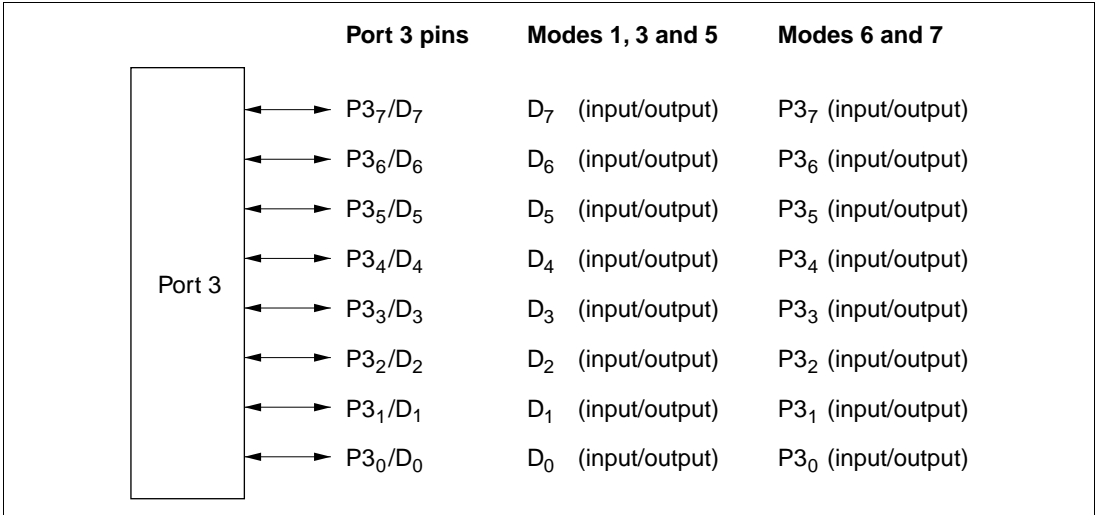 Port 3 pins Modes 1, 3 and 5 Modes 6 and 7
P3₇/D₇ D₇ (input/output) P3₇ (input/output)
P3₆/D₆ D₆ (input/output) P3₆ (input/output)
P3₅/D₅ D₅ (input/output) P3₅ (input/output)
P3₄/D₄ D₄ (input/output) P3₄ (input/output)
Port 3
P3₃/D₃ D₃ (input/output) P3₃ (input/output)
P3₂/D₂ D₂ (input/output) P3₂ (input/output)
P3₁/D₁ D₁ (input/output) P3₁ (input/output)
P3₀/D₀ D₀ (input/output) P3₀ (input/output)